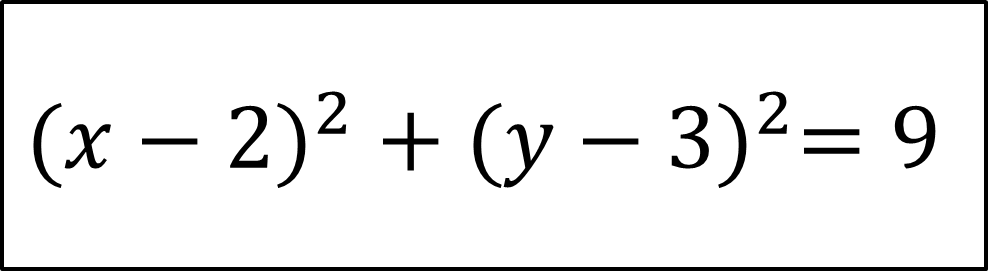 (x − 2)² + (y − 3)² = 9